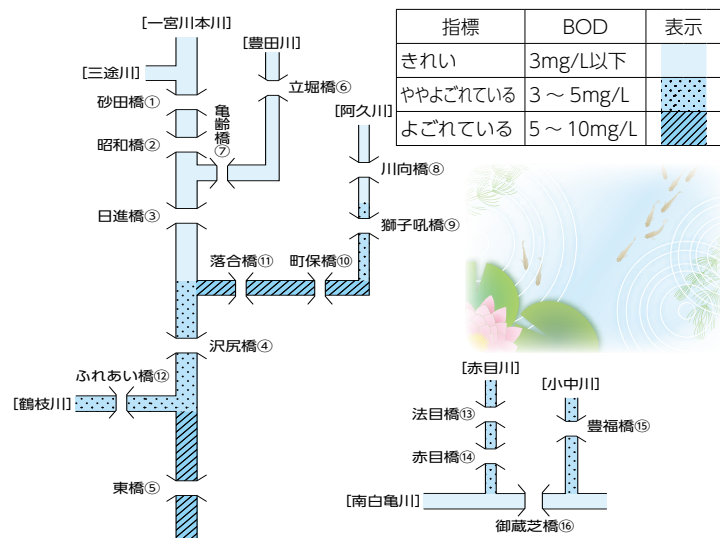 [一宮川本川]
[豊田川]
[三途川]
砂田橋①
立堀橋⑥
亀齢橋⑦
[阿久川]
昭和橋②
川向橋⑧
日進橋③
獅子吼橋⑨
落合橋⑪
町保橋⑩
沢尻橋④
ふれあい橋⑫
[鶴枝川]
東橋⑤
指標 BOD 表示
きれい 3mg/L以下
ややよごれている 3～5mg/L
よごれている 5～10mg/L
[赤目川]
[小中川]
法目橋⑬
豊福橋⑮
赤目橋⑭
[南白亀川]
御蔵芝橋⑯